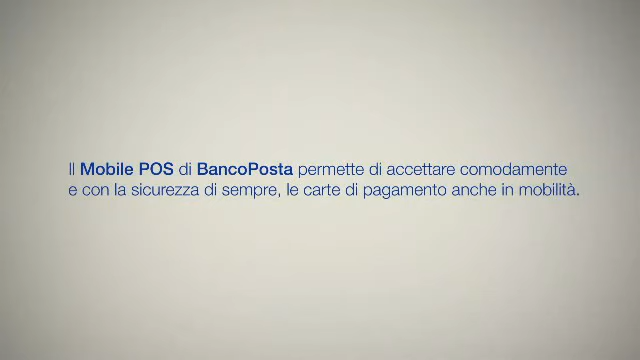 Il Mobile POS di BancoPosta permette di accettare comodamente
e con la sicurezza di sempre, le carte di pagamento anche in mobilità.